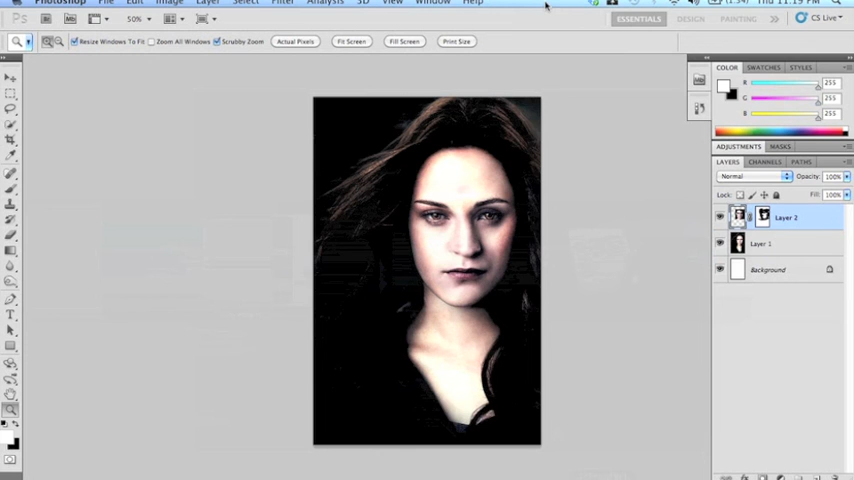 Photoshop File Edit Image Layer Select Filter Analysis 3D View Window Help (1:34) Thu 11:19 PM
Ps Br Mb 50% ESSENTIALS DESIGN PAINTING >> CS Live
Resize Windows To Fit Zoom All Windows Scrubby Zoom Actual Pixels Fit Screen Fill Screen Print Size
COLOR SWATCHES STYLES
R 255
G 255
B 255
ADJUSTMENTS MASKS
LAYERS CHANNELS PATHS
Normal Opacity: 100%
Lock: Fill: 100%
Layer 2
Layer 1
Background
T